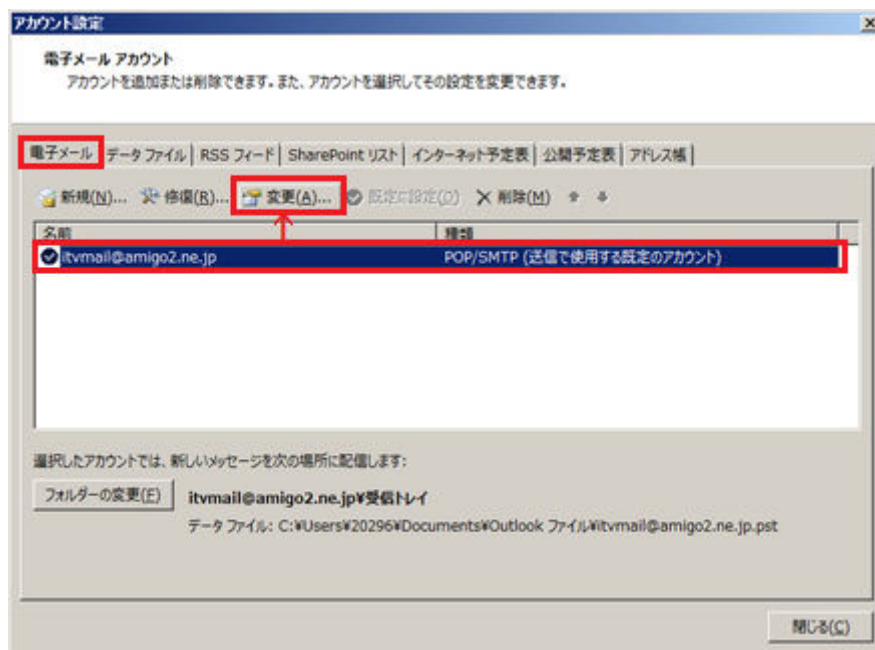 アカウント設定
電子メール アカウント
アカウントを追加または削除できます。また、アカウントを選択してその設定を変更できます。
電子メール データ ファイル RSS フィード SharePoint リスト インターネット予定表 公開予定表 アドレス帳
新規(N)... 修復(R)... 変更(A)... 既定に設定(D) 削除(M)
名前 種類
itvmail@amigo2.ne.jp POP/SMTP (送信で使用する既定のアカウント)
選択したアカウントでは、新しいメッセージを次の場所に配信します:
フォルダーの変更(F) itvmail@amigo2.ne.jp¥受信トレイ
データ ファイル: C:¥Users¥20296¥Documents¥Outlook ファイル¥itvmail@amigo2.ne.jp.pst
閉じる(C)